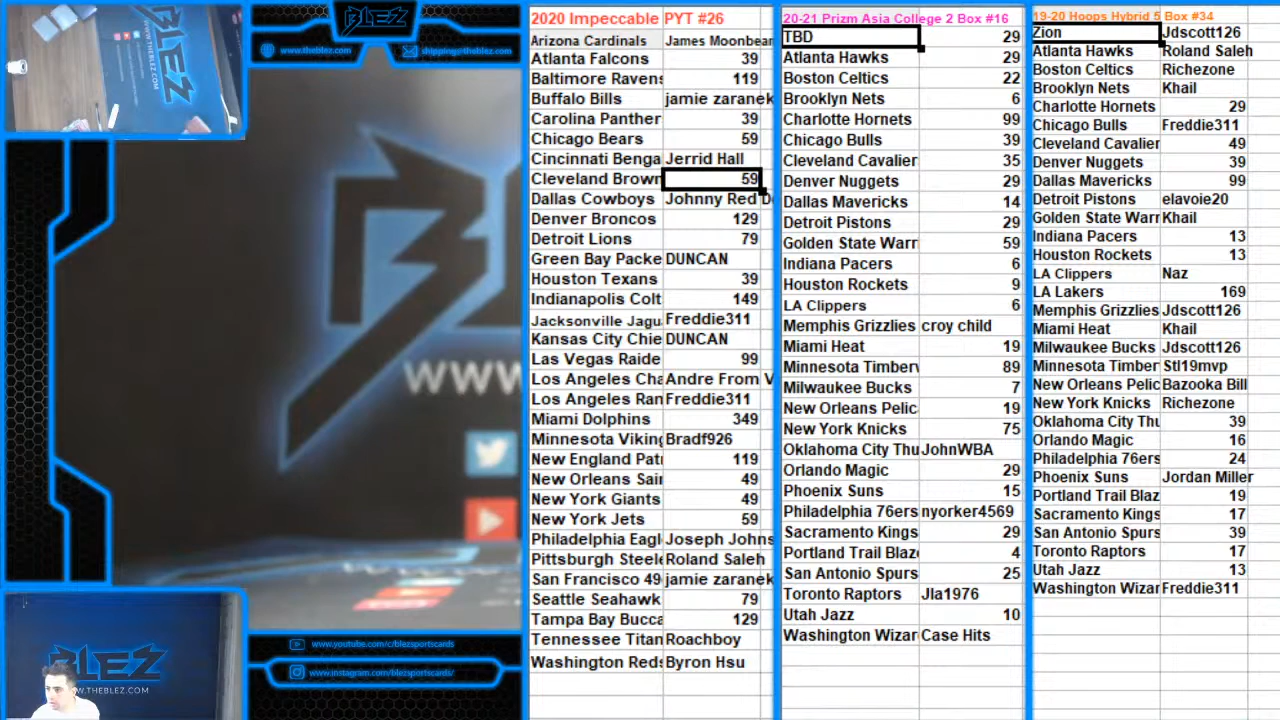 BLEZ
www.theblez.com
shipping@theblez.com
BLEZ
WWW.THEBLEZ.COM
www
www.youtube.com/c/blezsportscards
www.instagram.com/blezsportscards/
BLEZ
WWW.THEBLEZ.COM
2020 Impeccable PYT #26
Arizona Cardinals James Moonbear
Atlanta Falcons 39
Baltimore Ravens 119
Buffalo Bills jamie zaranek
Carolina Panther 39
Chicago Bears 59
Cincinnati Benga Jerrid Hall
Cleveland Brown 59
Dallas Cowboys Johnny Red D
Denver Broncos 129
Detroit Lions 79
Green Bay Packe DUNCAN
Houston Texans 39
Indianapolis Colt 149
Jacksonville Jagu Freddie311
Kansas City Chie DUNCAN
Las Vegas Raide 99
Los Angeles Cha Andre From V
Los Angeles Ran Freddie311
Miami Dolphins 349
Minnesota Viking Bradf926
New England Patr 119
New Orleans Sai 49
New York Giants 49
New York Jets 59
Philadelphia Eagl Joseph Johns
Pittsburgh Steele Roland Saleh
San Francisco 49 jamie zaranek
Seattle Seahawk 79
Tampa Bay Bucca 129
Tennessee Titan Roachboy
Washington Reds Byron Hsu
20-21 Prizm Asia College 2 Box #16
TBD 29
Atlanta Hawks 29
Boston Celtics 22
Brooklyn Nets 6
Charlotte Hornets 99
Chicago Bulls 39
Cleveland Cavalier 35
Denver Nuggets 29
Dallas Mavericks 14
Detroit Pistons 29
Golden State Warr 59
Indiana Pacers 6
Houston Rockets 9
LA Clippers 6
Memphis Grizzlies croy child
Miami Heat 19
Minnesota Timberv 89
Milwaukee Bucks 7
New Orleans Pelic 19
New York Knicks 75
Oklahoma City Thu JohnWBA
Orlando Magic 29
Phoenix Suns 15
Philadelphia 76ers nyorker4569
Sacramento Kings 29
Portland Trail Blaze 4
San Antonio Spurs 25
Toronto Raptors Jla1976
Utah Jazz 10
Washington Wizar Case Hits
19-20 Hoops Hybrid 5 Box #34
Zion Jdscott126
Atlanta Hawks Roland Saleh
Boston Celtics Richezone
Brooklyn Nets Khail
Charlotte Hornets 29
Chicago Bulls Freddie311
Cleveland Cavalier 49
Denver Nuggets 39
Dallas Mavericks 99
Detroit Pistons elavoie20
Golden State Warr Khail
Indiana Pacers 13
Houston Rockets 13
LA Clippers Naz
LA Lakers 169
Memphis Grizzlies Jdscott126
Miami Heat Khail
Milwaukee Bucks Jdscott126
Minnesota Timber Stl19mvp
New Orleans Pelic Bazooka Bill
New York Knicks Richezone
Oklahoma City Thu 39
Orlando Magic 16
Philadelphia 76ers 24
Phoenix Suns Jordan Miller
Portland Trail Blaz 19
Sacramento Kings 17
San Antonio Spurs 39
Toronto Raptors 17
Utah Jazz 13
Washington Wizar Freddie311